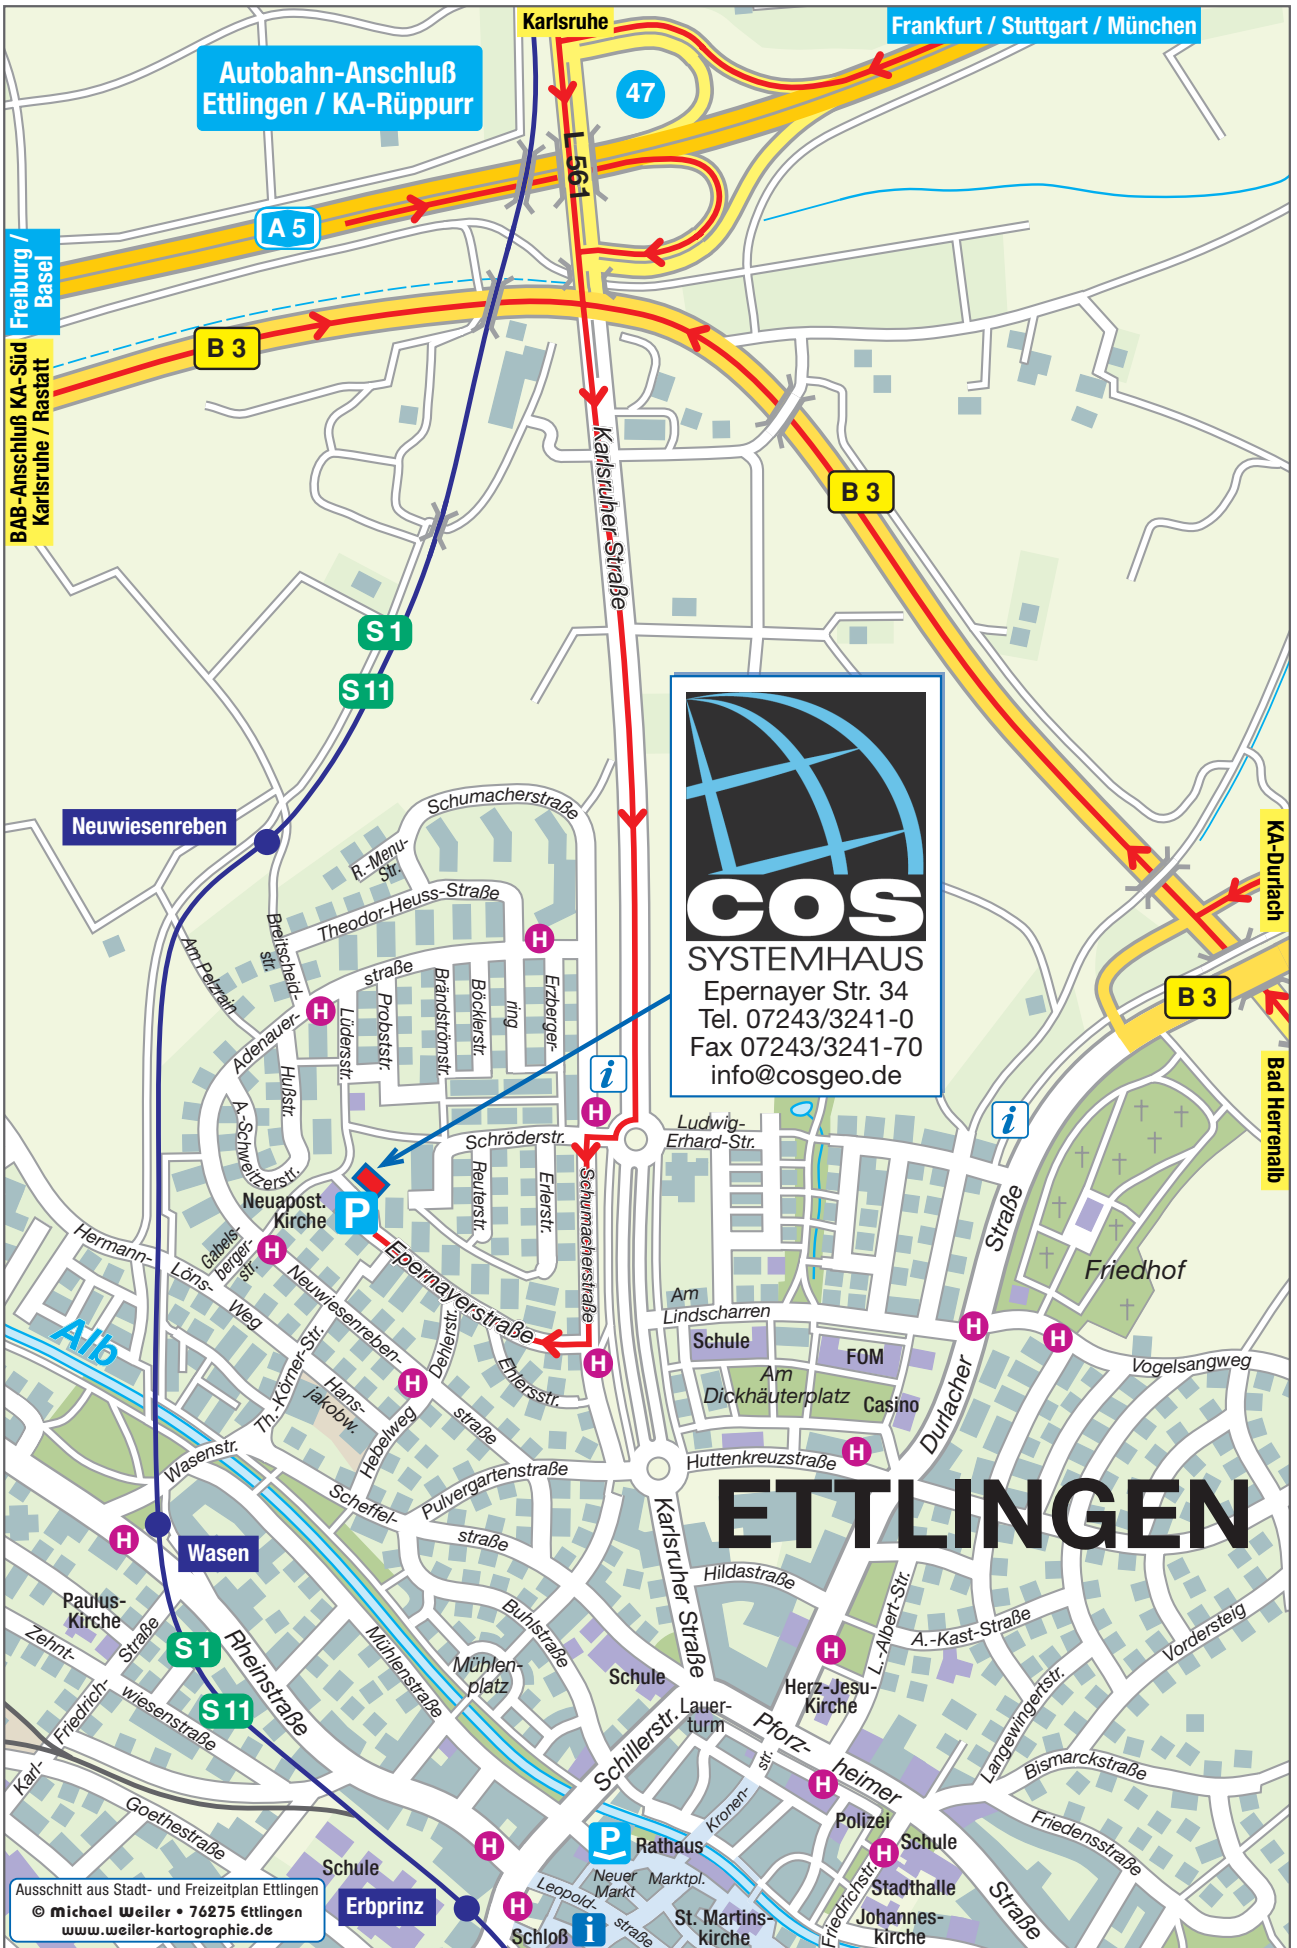 Karlsruhe
Frankfurt / Stuttgart / München
Autobahn-Anschluß
Ettlingen / KA-Rüppurr
47
L 561
A 5
Freiburg /
Basel
B 3
BAB-Anschluß KA-Süd
Karlsruhe / Rastatt
Karlsruher Straße
B 3
S 1
S 11
COS
SYSTEMHAUS
Epernayer Str. 34
Tel. 07243/3241-0
Fax 07243/3241-70
info@cosgeo.de
Neuwiesenreben
Schumacherstraße
R.-Menu-
Str.
Theodor-Heuss-Straße
KA-Durlach
H
Breitscheid-
str.
Am Pelzrain
Adenauer-
straße
H
Lüdersstr.
Probststr.
Brändströmstr.
Böcklerstr.
ring
Erzberger-
B 3
Bad Herrenalb
Hußstr.
A.-Schweitzerstr.
i
H
Schröderstr.
Ludwig-
Erhard-Str.
i
Reuterstr.
Erlerstr.
Schumacherstraße
Neuapost.
Kirche
P
Durlacher
Straße
Friedhof
Hermann-
Löns-
Weg
Gabels-
berger-
str.
H
Neuwiesenreben-
straße
Epernayerstraße
Am
Lindscharren
Schule
FOM
H
H
Vogelsangweg
Alb
Th.-Körner-Str.
Hans-
jakobw.
Dehlerstr.
Ehlersstr.
H
H
Hebelweg
Am
Dickhäuterplatz
Casino
Wasenstr.
Scheffel-
straße
Pulvergartenstraße
Huttenkreuzstraße
H
ETTLINGEN
H
Wasen
Karlsruher Straße
Hildastraße
Paulus-
Kirche
Zehnt-
wiesenstraße
Karl-
Friedrich-
Straße
S 1
S 11
Rheinstraße
Mühlenstraße
Buhlstraße
Mühlen-
platz
Schule
L.-Albert-Str.
A.-Kast-Straße
Vordersteig
H
Herz-Jesu-
Kirche
Lauer-
turm
Schillerstr.
Pforz-
heimer
Straße
Langewingertstr.
Bismarckstraße
Goethestraße
Kronen-
str.
H
Polizei
Friedensstraße
H
P
Rathaus
H
Schule
Schule
Neuer
Markt
Marktpl.
Stadthalle
Friedrichstr.
Erbprinz
H
Leopold-
straße
Schloß
i
St. Martins-
kirche
Johannes-
kirche
Ausschnitt aus Stadt- und Freizeitplan Ettlingen
© Michael Weiler • 76275 Ettlingen
www.weiler-kartographie.de